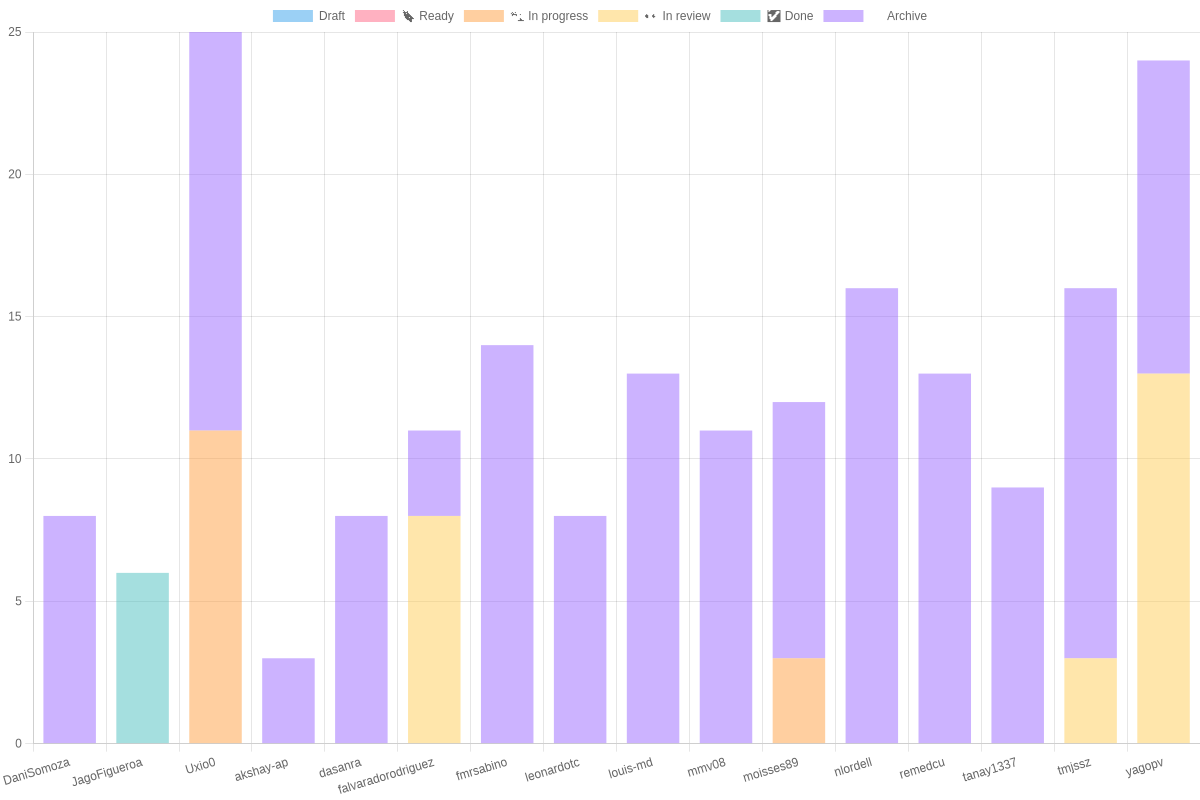 Draft Ready In progress In review Done Archive
25
20
15
10
5
0
DaniSomoza
JagoFigueroa
Uxio0
akshay-ap
dasanra
falvaradorodriguez
fmrsabino
leonardotc
louis-md
mmv08
moisses89
nlordell
remedcu
tanay1337
tmjssz
yagopv